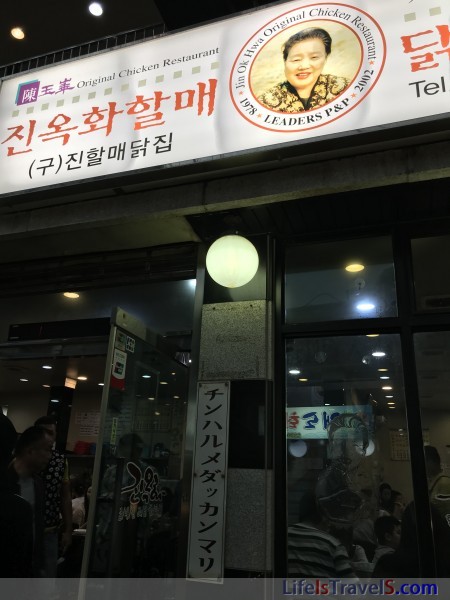 陳玉華 Original Chicken Restaurant
진옥화할매
(구)진할매닭집
Jin Ok Hwa Original Chicken Restaurant
1978 · LEADERS P&P · 2002
닭
Tel
チンハルメダッカンマリ
LifeIsTravelS.com